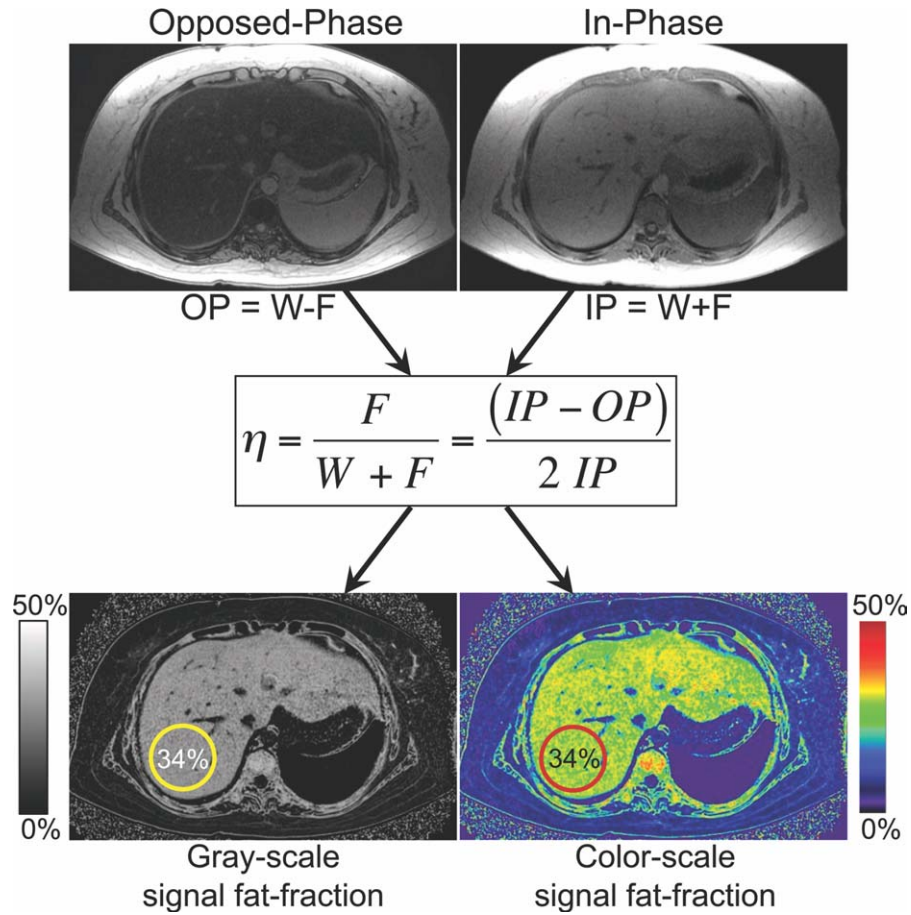 Opposed-Phase
In-Phase
OP = W-F
IP = W+F
η = F / (W + F) = (IP − OP) / 2 IP
50%
0%
34%
34%
50%
0%
Gray-scale
signal fat-fraction
Color-scale
signal fat-fraction